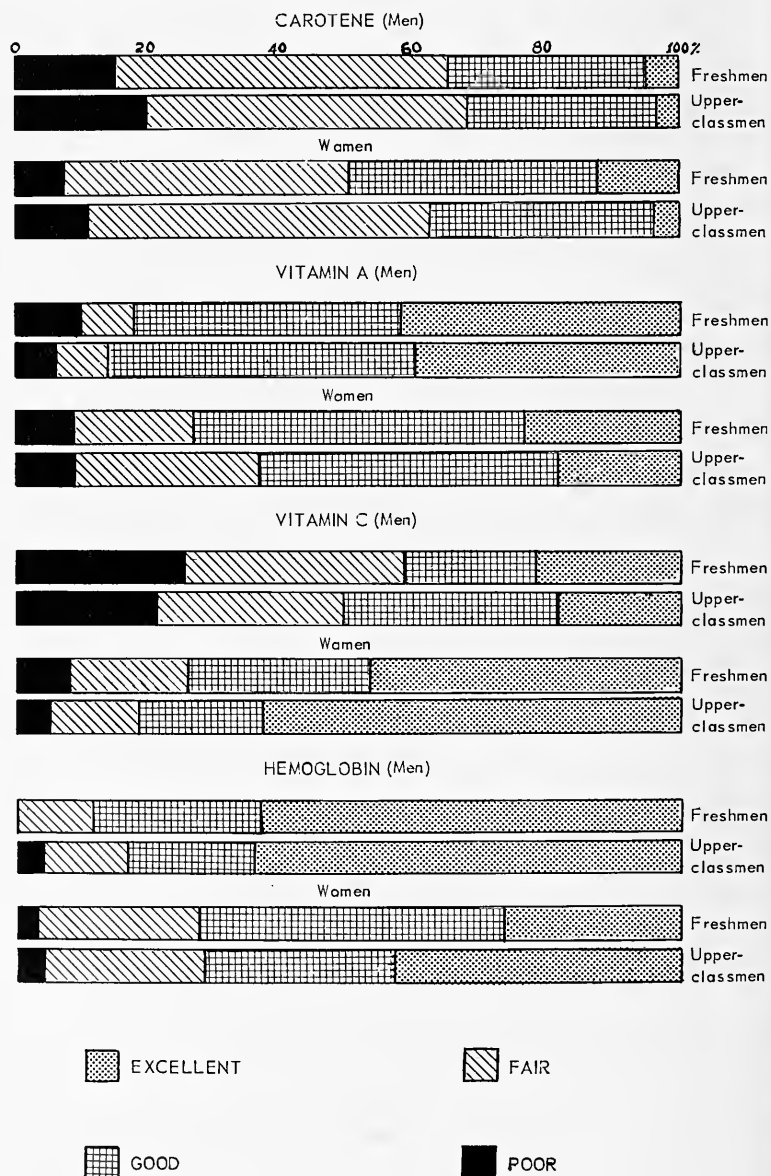 CAROTENE (Men)
0 20 40 60 80 100%
Freshmen
Upper-
classmen
Women
Freshmen
Upper-
classmen
VITAMIN A (Men)
Freshmen
Upper-
classmen
Women
Freshmen
Upper-
classmen
VITAMIN C (Men)
Freshmen
Upper-
classmen
Women
Freshmen
Upper-
classmen
HEMOGLOBIN (Men)
Freshmen
Upper-
classmen
Women
Freshmen
Upper-
classmen
EXCELLENT FAIR
GOOD POOR